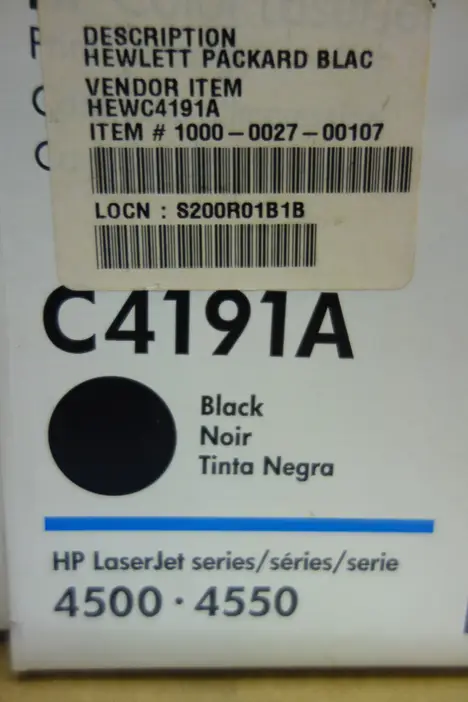 DESCRIPTION
HEWLETT PACKARD BLAC
VENDOR ITEM
HEWC4191A
ITEM # 1000-0027-00107
LOCN : S200R01B1B
C4191A
Black
Noir
Tinta Negra
HP LaserJet series/séries/serie
4500 · 4550